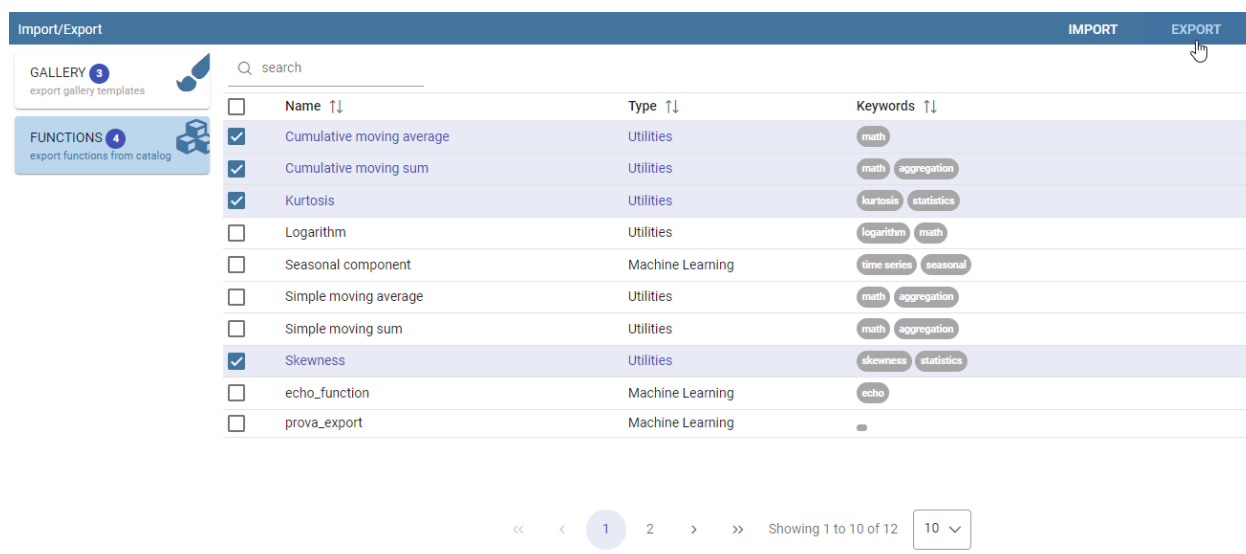 Import/Export IMPORT EXPORT
GALLERY 3
export gallery templates
FUNCTIONS 4
export functions from catalog
search
Name Type Keywords
Cumulative moving average Utilities math
Cumulative moving sum Utilities math aggregation
Kurtosis Utilities kurtosis statistics
Logarithm Utilities logarithm math
Seasonal component Machine Learning time series seasonal
Simple moving average Utilities math aggregation
Simple moving sum Utilities math aggregation
Skewness Utilities skewness statistics
echo_function Machine Learning echo
prova_export Machine Learning
<< < 1 2 > >> Showing 1 to 10 of 12 10